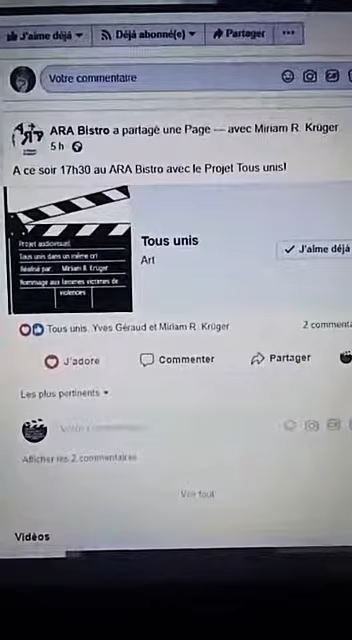 J'aime déjà Déjà abonné(e) Partager
Votre commentaire
ARA Bistro a partagé une Page — avec Miriam R. Krüger
5 h
A ce soir 17h30 au ARA Bistro avec le Projet Tous unis!
Projet audiovisuel
Tous unis dans un même cri
Réalisé par: Miriam R. Krüger
Hommage aux femmes victimes de
violences
Tous unis
Art
J'aime déjà
Tous unis, Yves Géraud et Miriam R. Krüger
2 commenta
J'adore Commenter Partager
Les plus pertinents
Votre commentaire
Afficher les 2 commentaires
Voir tout
Vidéos